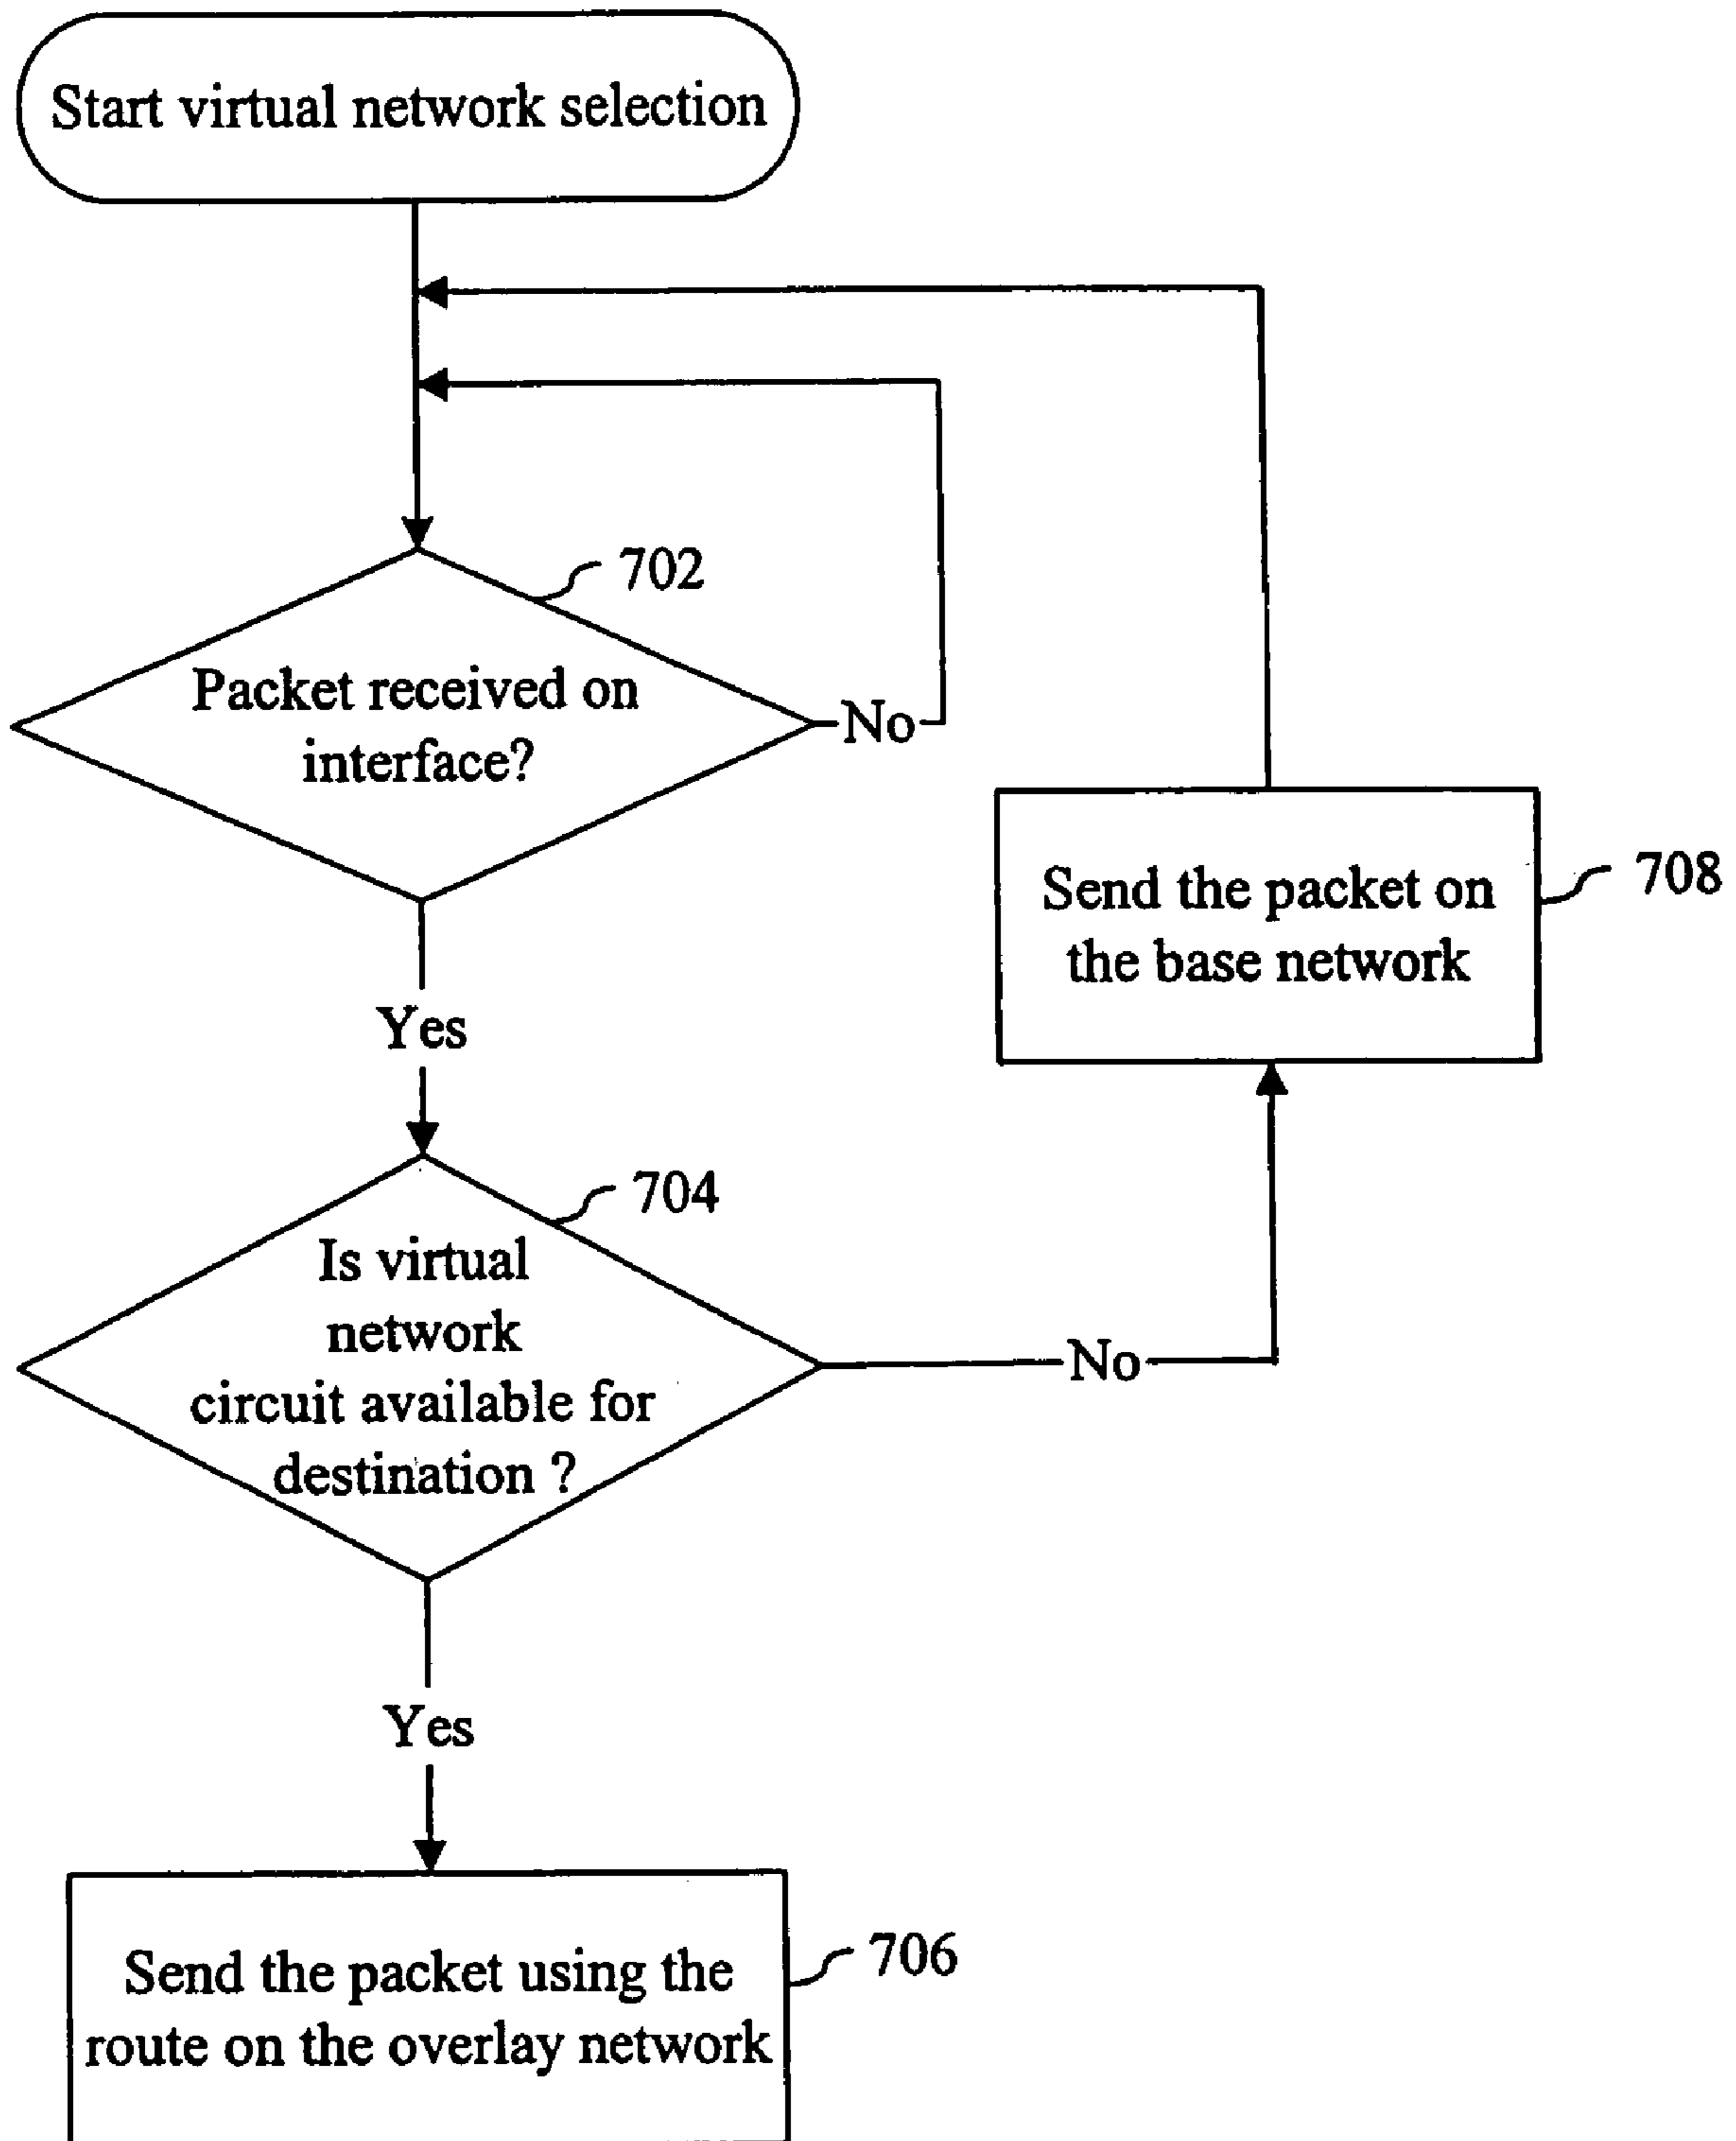 Start virtual network selection
702
Packet received on
interface?
No
Send the packet on
the base network
708
Yes
704
Is virtual
network
circuit available for
destination ?
No
Yes
706
Send the packet using the
route on the overlay network